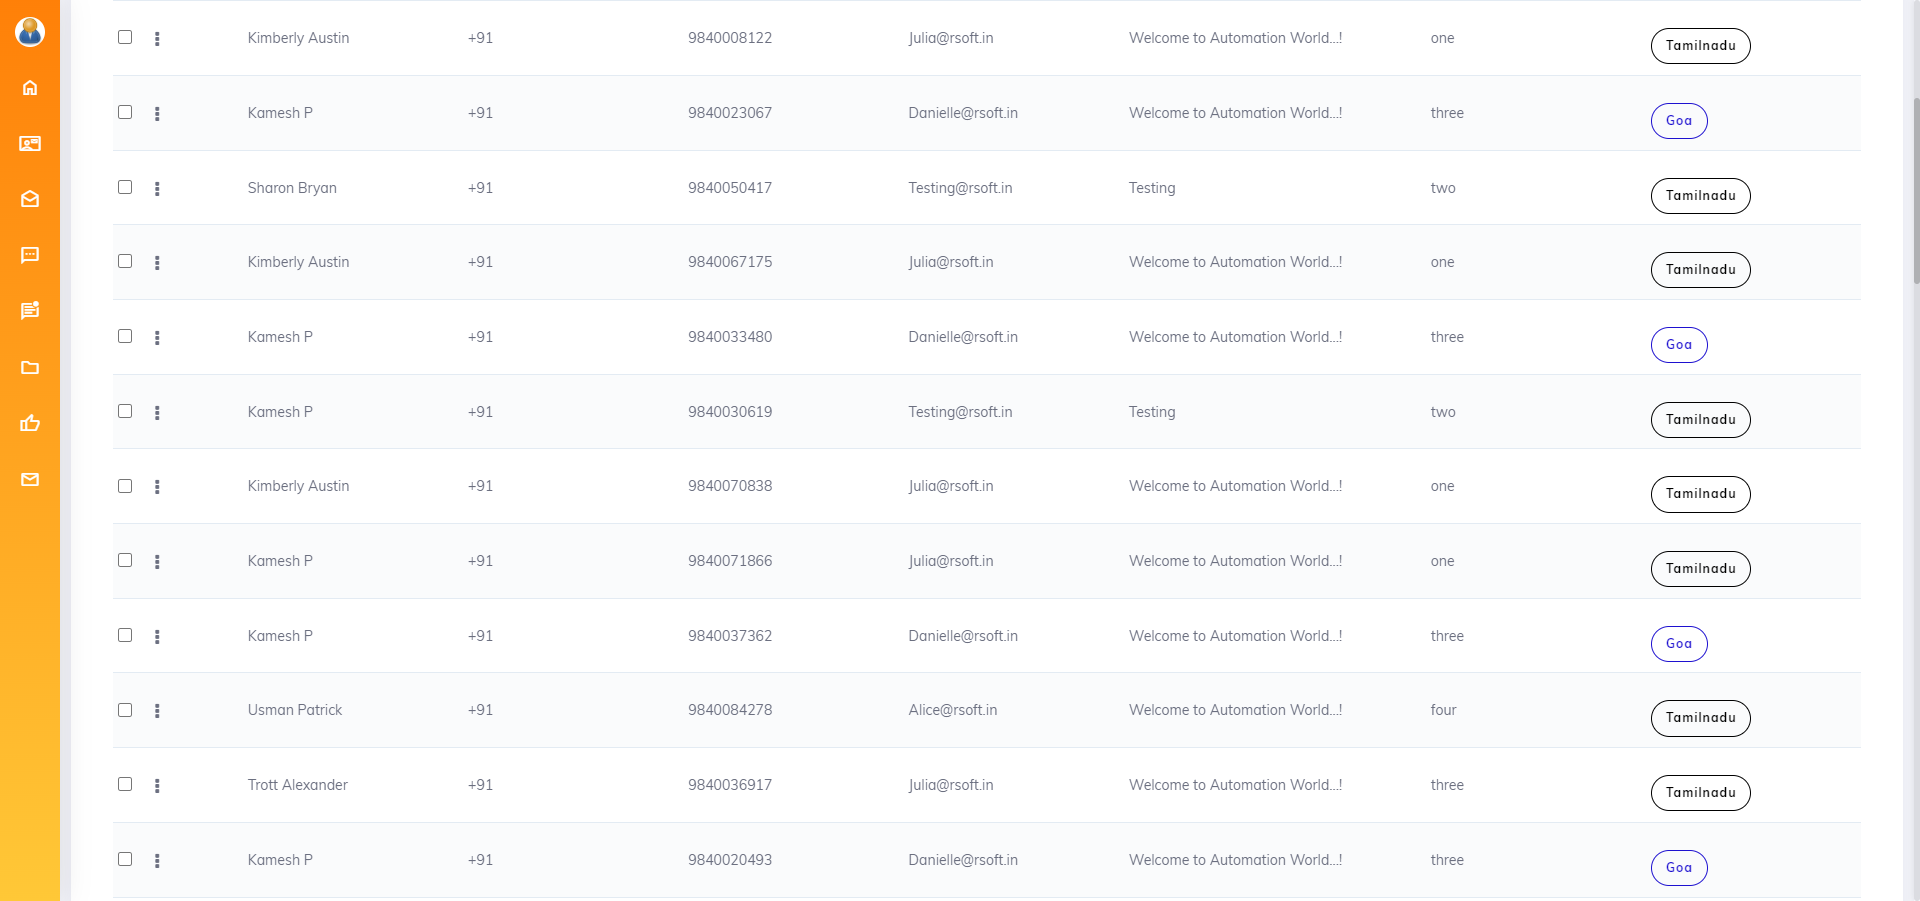 Kimberly Austin +91 9840008122 Julia@rsoft.in Welcome to Automation World...! one Tamilnadu
Kamesh P +91 9840023067 Danielle@rsoft.in Welcome to Automation World...! three Goa
Sharon Bryan +91 9840050417 Testing@rsoft.in Testing two Tamilnadu
Kimberly Austin +91 9840067175 Julia@rsoft.in Welcome to Automation World...! one Tamilnadu
Kamesh P +91 9840033480 Danielle@rsoft.in Welcome to Automation World...! three Goa
Kamesh P +91 9840030619 Testing@rsoft.in Testing two Tamilnadu
Kimberly Austin +91 9840070838 Julia@rsoft.in Welcome to Automation World...! one Tamilnadu
Kamesh P +91 9840071866 Julia@rsoft.in Welcome to Automation World...! one Tamilnadu
Kamesh P +91 9840037362 Danielle@rsoft.in Welcome to Automation World...! three Goa
Usman Patrick +91 9840084278 Alice@rsoft.in Welcome to Automation World...! four Tamilnadu
Trott Alexander +91 9840036917 Julia@rsoft.in Welcome to Automation World...! three Tamilnadu
Kamesh P +91 9840020493 Danielle@rsoft.in Welcome to Automation World...! three Goa